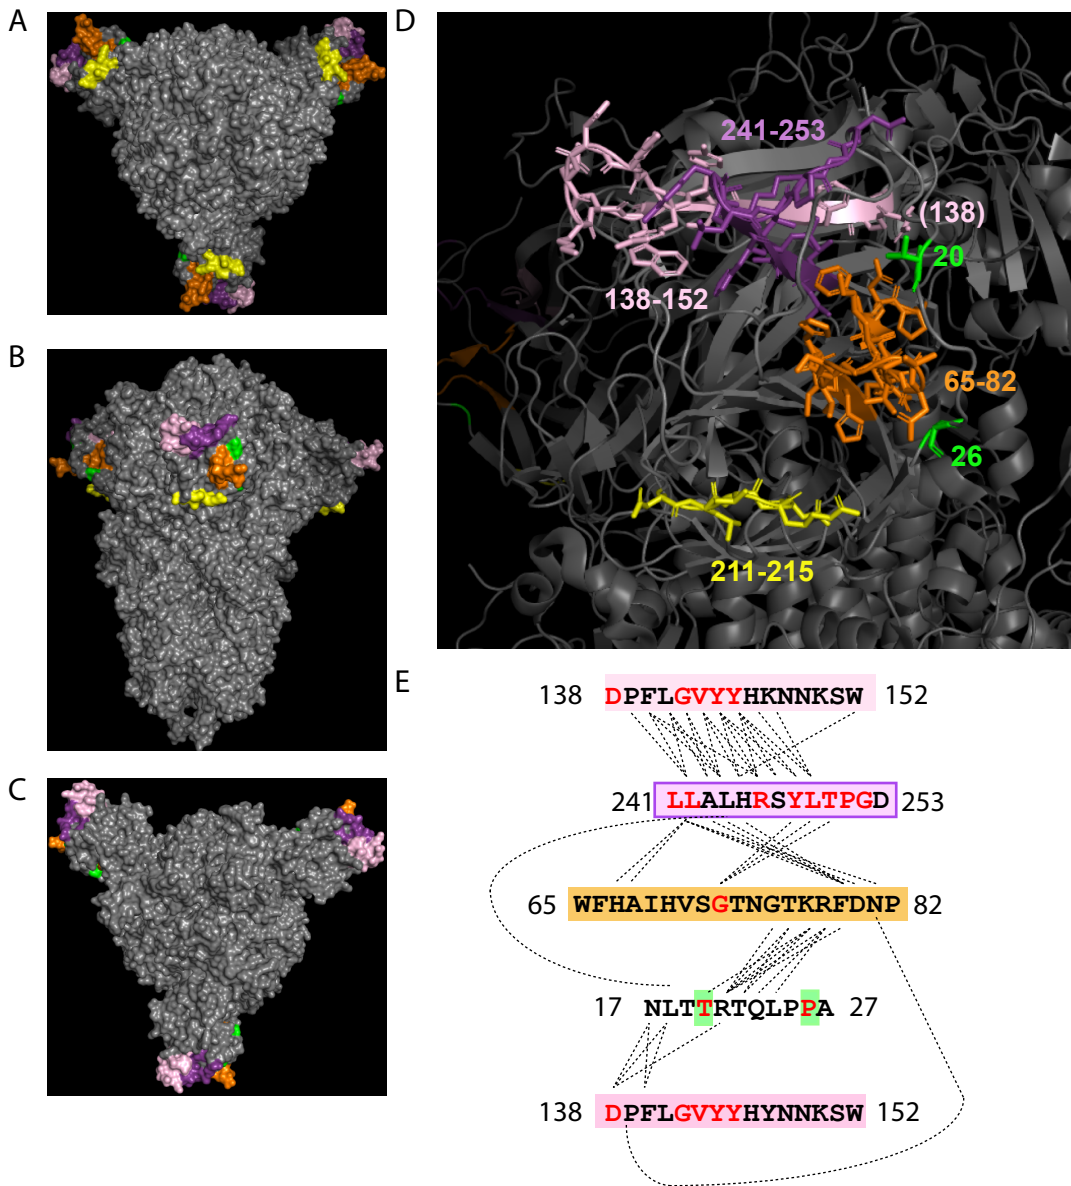 A
D
241-253
(138)
20
138-152
65-82
26
211-215
B
C
E
138 DPFLGVYYHKNNKSW 152
241 LLALHRSYLTPGD 253
65 WFHAIHVSGTNGTKRFDNP 82
17 NLTTRTQLPPA 27
138 DPFLGVYYHYNNKSW 152